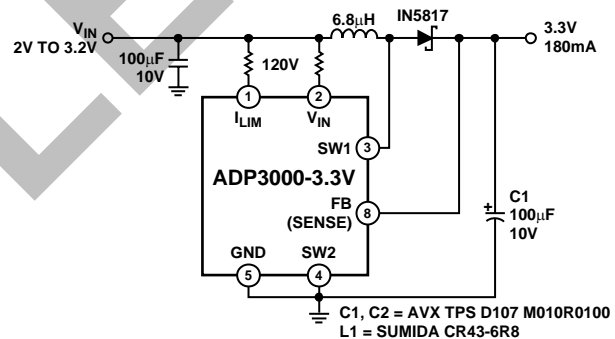 6.8μH
IN5817
VIN
2V TO 3.2V
3.3V
180mA
100μF
10V
120V
1
2
ILIM
VIN
SW1
3
ADP3000-3.3V
FB
(SENSE)
8
C1
100μF
10V
+
GND
SW2
5
4
C1, C2 = AVX TPS D107 M010R0100
L1 = SUMIDA CR43-6R8